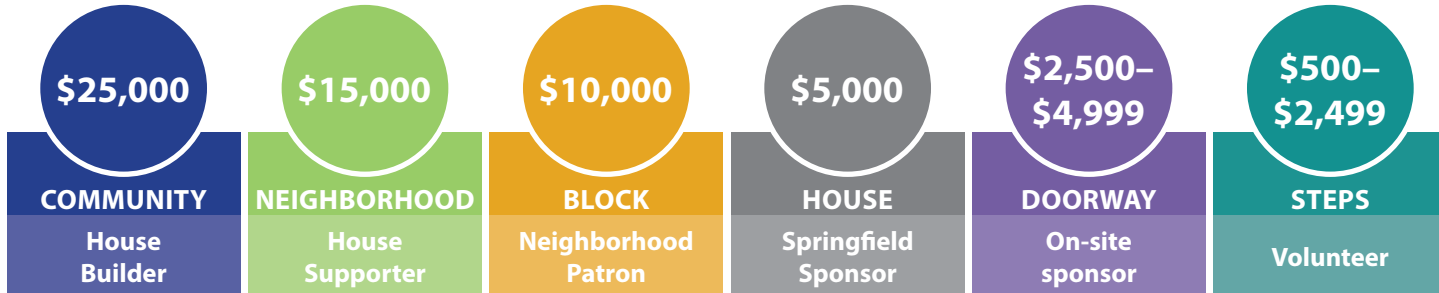 $25,000
COMMUNITY
House
Builder
$15,000
NEIGHBORHOOD
House
Supporter
$10,000
BLOCK
Neighborhood
Patron
$5,000
HOUSE
Springfield
Sponsor
$2,500–
$4,999
DOORWAY
On-site
sponsor
$500–
$2,499
STEPS
Volunteer